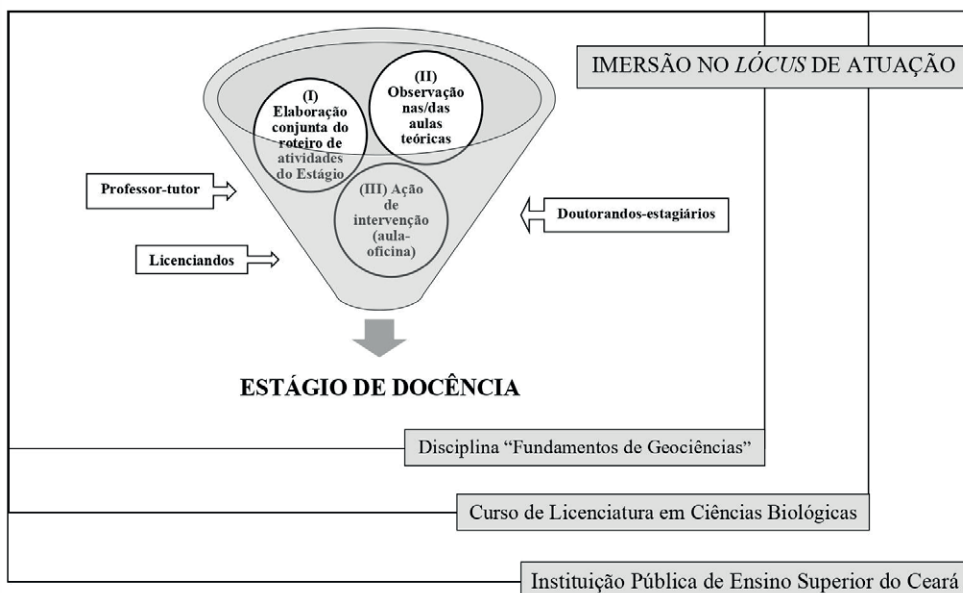 IMERSÃO NO LÓCUS DE ATUAÇÃO
(I)
Elaboração
conjunta do
roteiro de
atividades
do Estágio
(II)
Observação
nas/das
aulas
teóricas
(III) Ação
de
intervenção
(aula-
oficina)
Professor-tutor
Licenciandos
Doutorandos-estagiários
ESTÁGIO DE DOCÊNCIA
Disciplina “Fundamentos de Geociências”
Curso de Licenciatura em Ciências Biológicas
Instituição Pública de Ensino Superior do Ceará